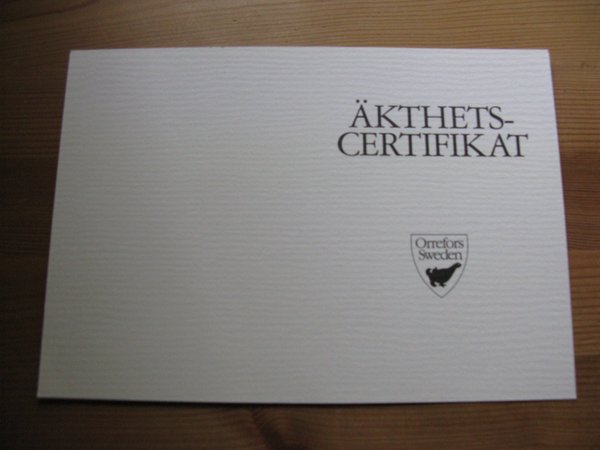 ÄKTHETS-
CERTIFIKAT
Orrefors
Sweden